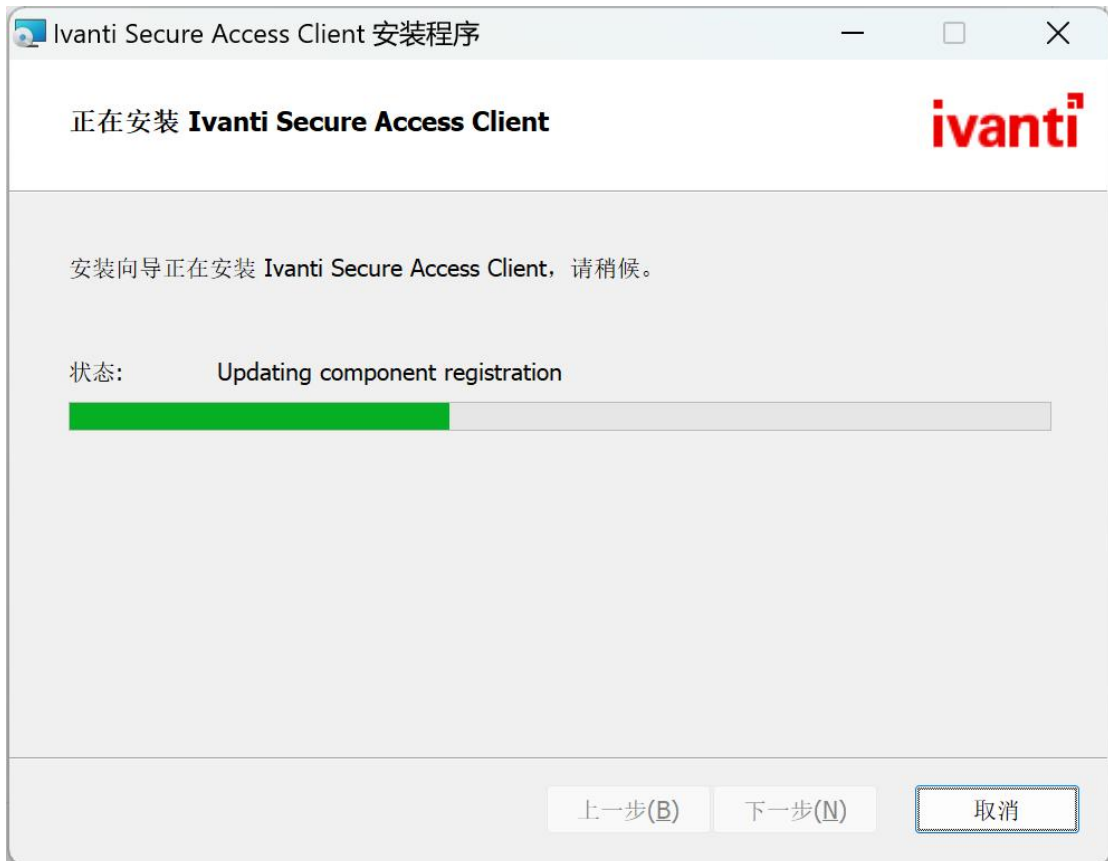 Ivanti Secure Access Client 安装程序
正在安装 Ivanti Secure Access Client
ivanti
安装向导正在安装 Ivanti Secure Access Client，请稍候。
状态: Updating component registration
上一步(B) 下一步(N) 取消